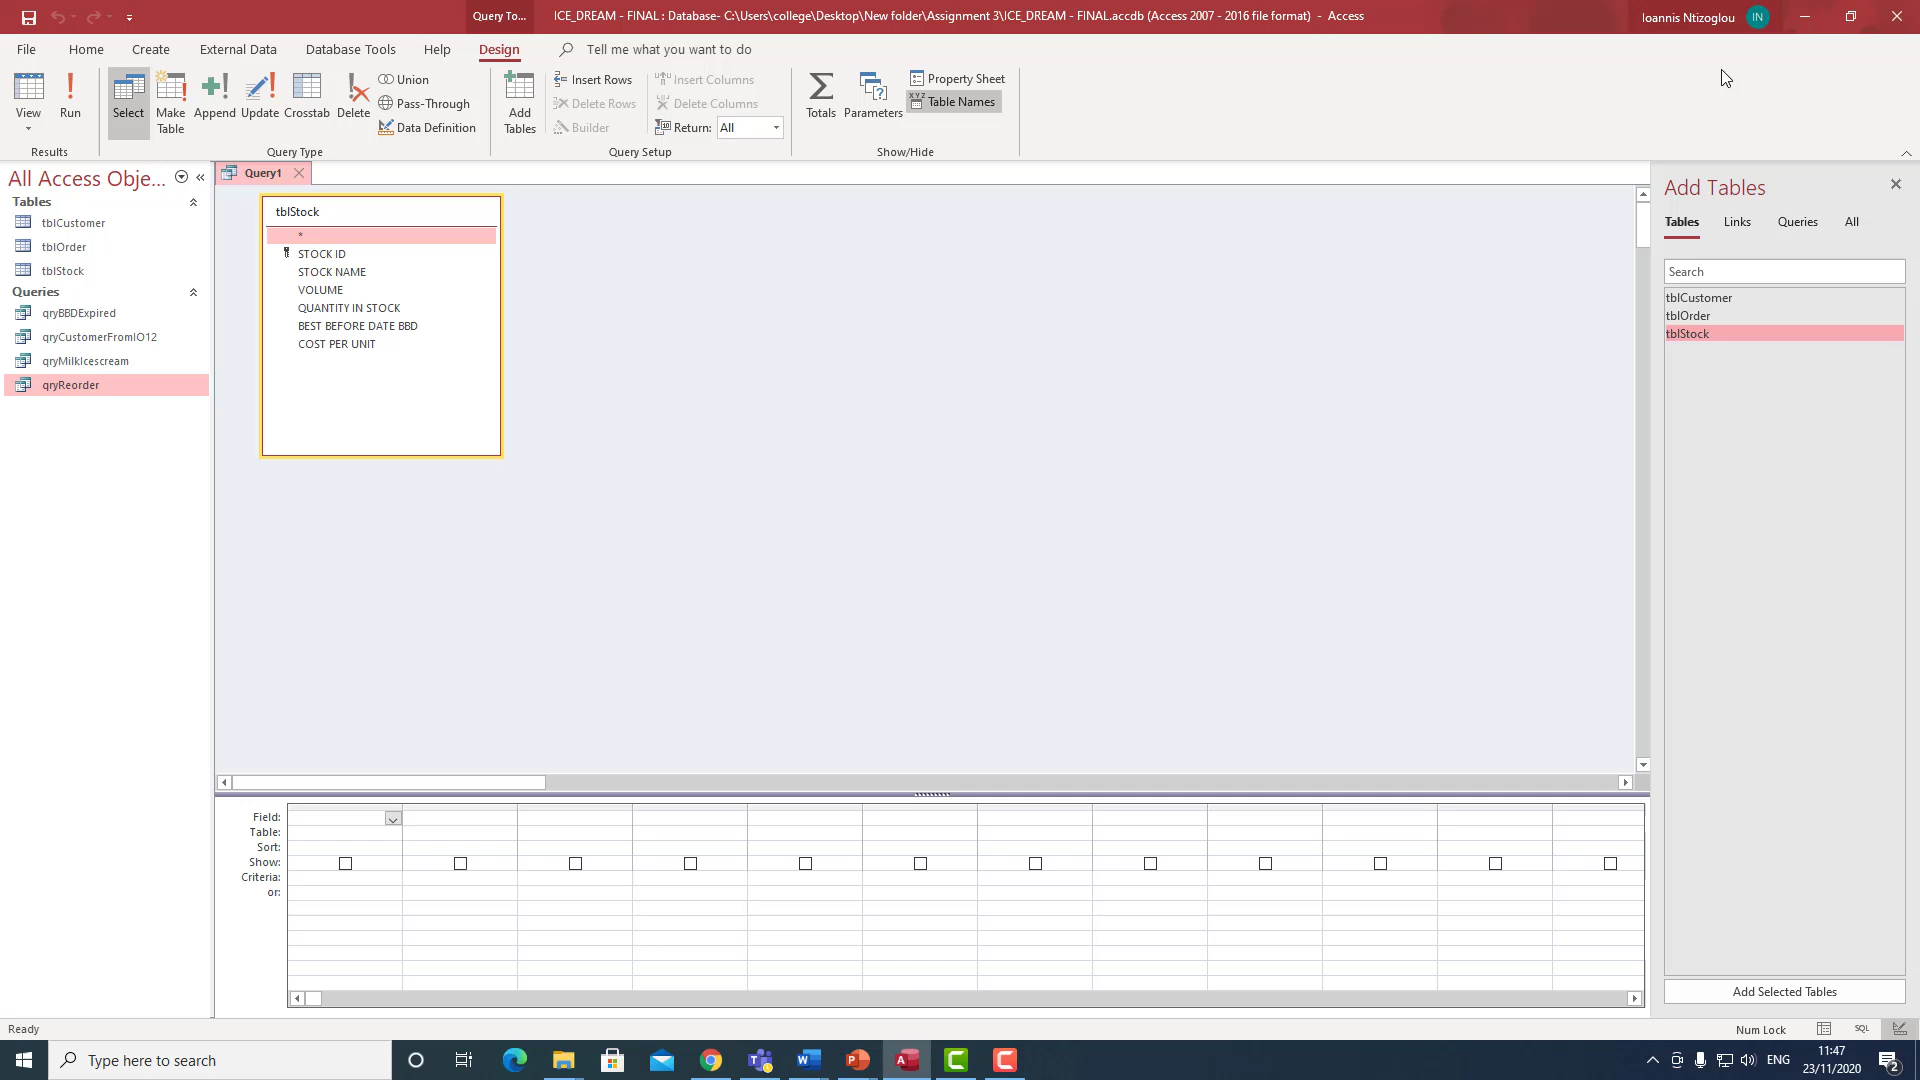 Query To...
ICE_DREAM - FINAL : Database- C:\Users\college\Desktop\New folder\Assignment 3\ICE_DREAM - FINAL.accdb (Access 2007 - 2016 file format) - Access
Ioannis Ntizoglou
IN
File
Home
Create
External Data
Database Tools
Help
Design
Tell me what you want to do
View
Run
Results
Select
Make Table
Append
Update
Crosstab
Delete
Union
Pass-Through
Data Definition
Query Type
Add Tables
Insert Rows
Delete Rows
Builder
Insert Columns
Delete Columns
Return: All
Query Setup
Totals
Parameters
Property Sheet
XYZ
Table Names
Show/Hide
All Access Obje...
Tables
tblCustomer
tblOrder
tblStock
Queries
qryBBDExpired
qryCustomerFromIO12
qryMilkIcescream
qryReorder
Query1
tblStock
*
STOCK ID
STOCK NAME
VOLUME
QUANTITY IN STOCK
BEST BEFORE DATE BBD
COST PER UNIT
Field:
Table:
Sort:
Show:
Criteria:
or:
Add Tables
Tables
Links
Queries
All
Search
tblCustomer
tblOrder
tblStock
Add Selected Tables
Ready
Num Lock
SQL
Type here to search
ENG
11:47
23/11/2020
2